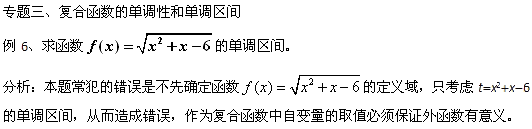 专题三、复合函数的单调性和单调区间
例 6、求函数 f(x)=√(x²+x−6) 的单调区间。
分析：本题常犯的错误是不先确定函数 f(x)=√(x²+x−6) 的定义域，只考虑 t=x²+x−6
的单调区间，从而造成错误，作为复合函数中自变量的取值必须保证外函数有意义。